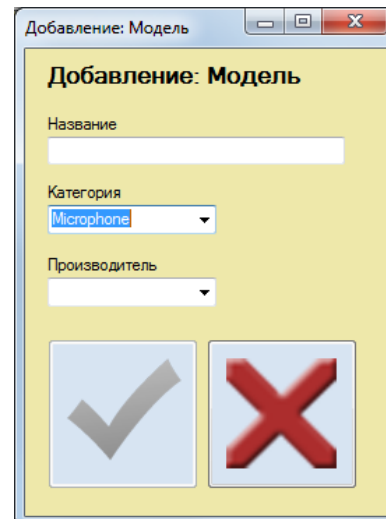 Добавление: Модель
Добавление: Модель
Название
Категория
Microphone
Производитель